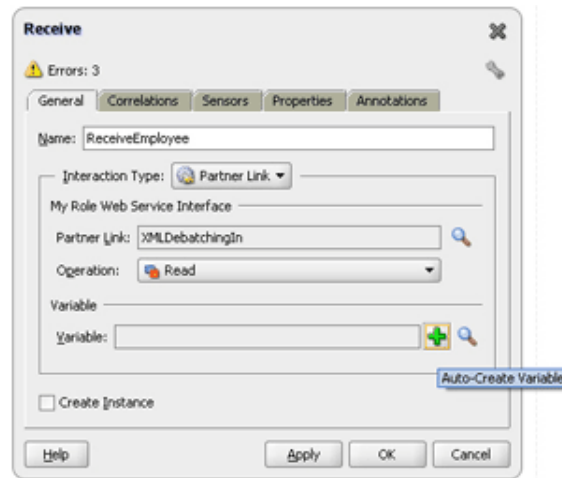 Receive
Errors: 3
General Correlations Sensors Properties Annotations
Name: ReceiveEmployee
Interaction Type: Partner Link
My Role Web Service Interface
Partner Link: XMLDebatchingIn
Operation: Read
Variable
Variable:
Auto-Create Variable
Create Instance
Help Apply OK Cancel